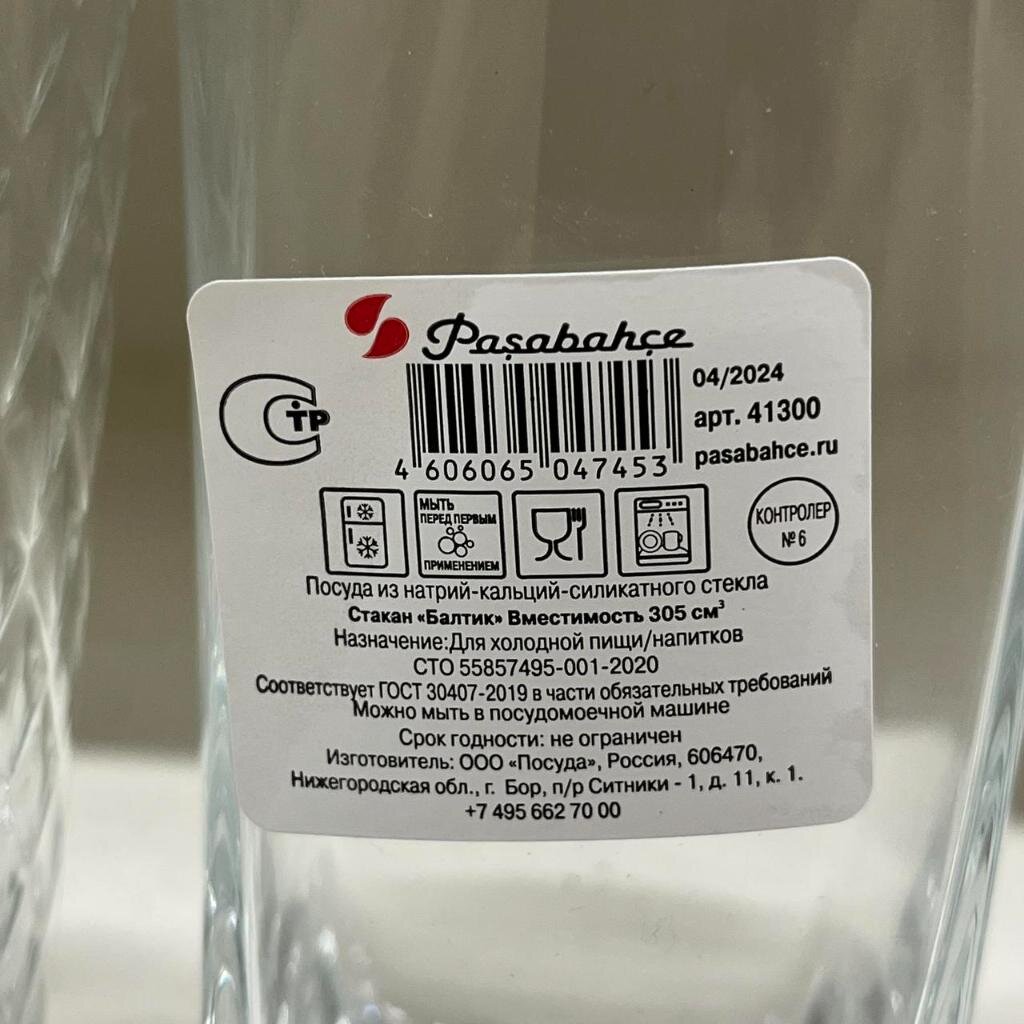 Paşabahçe
04/2024
арт. 41300
pasabahce.ru
СТР
4 606065 047453
МЫТЬ
ПЕРЕД ПЕРВЫМ
ПРИМЕНЕНИЕМ
КОНТРОЛЕР
№6
Посуда из натрий-кальций-силикатного стекла
Стакан «Балтик» Вместимость 305 см³
Назначение:Для холодной пищи/напитков
СТО 55857495-001-2020
Соответствует ГОСТ 30407-2019 в части обязательных требований
Можно мыть в посудомоечной машине
Срок годности: не ограничен
Изготовитель: ООО «Посуда», Россия, 606470,
Нижегородская обл., г. Бор, п/р Ситники - 1, д. 11, к. 1.
+7 495 662 70 00